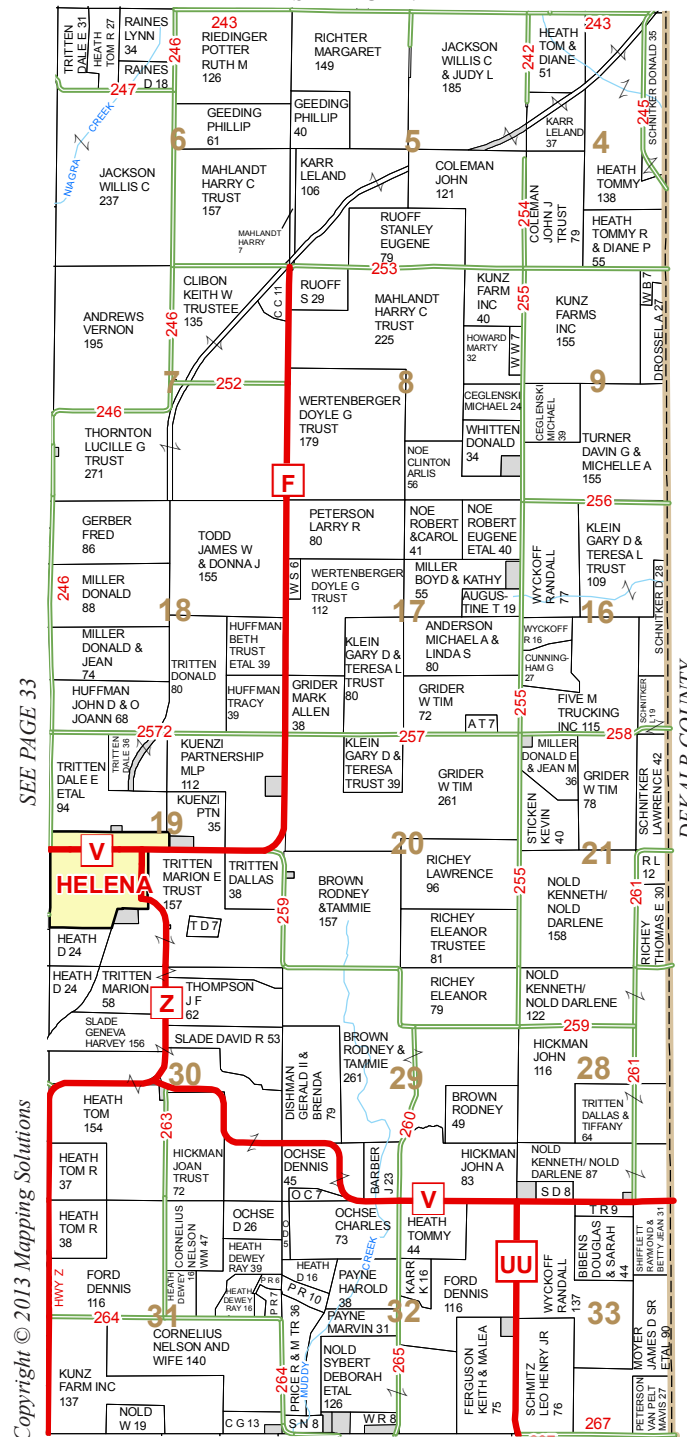 243
243
TRITTEN
DALE E 31
HEATH
TOM R 27
RAINES
LYNN
34
RAINES
D 18
246
RIEDINGER
POTTER
RUTH M
126
RICHTER
MARGARET
149
JACKSON
WILLIS C
& JUDY L
185
242
HEATH
TOM &
DIANE
51
SCHNITKER DONALD 35
245
247
NIAGRA CREEK
6
GEEDING
PHILLIP
61
GEEDING
PHILLIP
40
5
KARR
LELAND
37
4
JACKSON
WILLIS C
237
MAHLANDT
HARRY C
TRUST
157
KARR
LELAND
106
COLEMAN
JOHN
121
HEATH
TOMMY
138
MAHLANDT
HARRY
7
RUOFF
STANLEY
EUGENE
79
254
COLEMAN
JOHN J
TRUST
79
HEATH
TOMMY R
& DIANE P
55
253
ANDREWS
VERNON
195
246
CLIBON
KEITH W
TRUSTEE
135
C C 11
RUOFF
S 29
MAHLANDT
HARRY C
TRUST
225
KUNZ
FARM
INC
40
255
KUNZ
FARMS
INC
155
W B 7
DROSSEL A 27
HOWARD
MARTY
32
W W 7
7
252
8
9
246
THORNTON
LUCILLE G
TRUST
271
WERTENBERGER
DOYLE G
TRUST
179
CEGLENSKI
MICHAEL 24
CEGLENSKI
MICHAEL
39
WHITTEN
DONALD
34
TURNER
DAVIN G &
MICHELLE A
155
NOE
CLINTON
ARLIS
56
F
256
GERBER
FRED
86
TODD
JAMES W
& DONNA J
155
PETERSON
LARRY R
80
NOE
ROBERT
&CAROL
41
NOE
ROBERT
EUGENE
ETAL 40
KLEIN
GARY D &
TERESA L
TRUST
109
246
MILLER
DONALD
88
W S 6
WERTENBERGER
DOYLE G
TRUST
112
MILLER
BOYD & KATHY
55
AUGUS-
TINE T 19
WYCKOFF
RANDALL
77
SCHNITKER D 28
18
17
16
MILLER
DONALD &
JEAN
74
TRITTEN
DONALD
80
HUFFMAN
BETH
TRUST
ETAL 39
KLEIN
GARY D &
TERESA L
TRUST
80
ANDERSON
MICHAEL A &
LINDA S
80
WYCKOFF
R 16
CUNNING-
HAM G
27
SEE PAGE 33
HUFFMAN
JOHN D & O
JOANN 68
HUFFMAN
TRACY
39
GRIDER
MARK
ALLEN
38
GRIDER
W TIM
72
A T 7
255
FIVE M
TRUCKING
INC 115
SCHNITKER
L 19
DEKALB COUNTY
2572
257
258
TRITTEN
DALE E
ETAL
94
TRITTEN
DALE 36
KUENZI
PARTNERSHIP
MLP
112
KLEIN
GARY D &
TERESA
TRUST 39
GRIDER
W TIM
261
MILLER
DONALD E
& JEAN M
36
GRIDER
W TIM
78
SCHNITKER
LAWRENCE 42
KUENZI
PTN
35
STICKEN
KEVIN
40
19
20
21
V
HELENA
TRITTEN
MARION E
TRUST
157
TRITTEN
DALLAS
38
BROWN
RODNEY
&TAMMIE
157
RICHEY
LAWRENCE
96
255
NOLD
KENNETH/
NOLD
DARLENE
158
261
R L
12
RICHEY
THOMAS E 30
259
T D 7
RICHEY
ELEANOR
TRUSTEE
81
HEATH
D 24
HEATH
D 24
TRITTEN
MARION
58
Z
THOMPSON
J F
62
RICHEY
ELEANOR
79
NOLD
KENNETH/
NOLD DARLENE
122
SLADE
GENEVA
HARVEY 156
SLADE DAVID R 53
259
BROWN
RODNEY &
TAMMIE
261
HICKMAN
JOHN
116
30
29
28
261
DISHMAN
GERALD II &
BRENDA
79
HEATH
TOM
154
263
260
BROWN
RODNEY
49
TRITTEN
DALLAS &
TIFFANY
64
Copyright © 2013 Mapping Solutions
HEATH
TOM R
37
HICKMAN
JOAN
TRUST
72
OCHSE
DENNIS
45
BARBER
J 23
HICKMAN
JOHN A
83
NOLD
KENNETH/ NOLD
DARLENE 87
O C 7
V
S D 8
HEATH
TOM R
38
CORNELIUS
NELSON
WM 47
OCHSE
D 26
O D 5
OCHSE
CHARLES
73
HEATH
TOMMY
44
T R 9
UU
WYCKOFF
RANDALL
137
BIBENS
DOUGLAS
& SARAH
44
SHIFFLETT
RAYMOND &
BETTY JEAN 31
HEATH
DEWEY
RAY 39
HEATH
D 16
CREEK
KARR
K 16
HWY Z
FORD
DENNIS
116
HEATH
DEWEY
16
HEATH
DEWEY
RAY 16
P R 6
P R 7
P R 10
PAYNE
HAROLD
38
FORD
DENNIS
116
264
31
PRICE R & M TR 36
PAYNE
MARVIN 31
32
33
CORNELIUS
NELSON AND
WIFE 140
264
MUDDY
NOLD
SYBERT
DEBORAH
ETAL
126
265
FERGUSON
KEITH & MALEA
75
SCHMITZ
LEO HENRY JR
76
MOYER
JAMES D SR
ETAL 90
KUNZ
FARM INC
137
NOLD
W 19
C G 13
S N 8
W R 8
PETERSON
VAN PELT
MAVIS 27
267